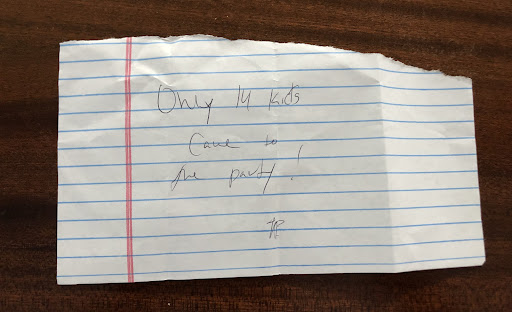 Only 14 kids
Came to
the party!